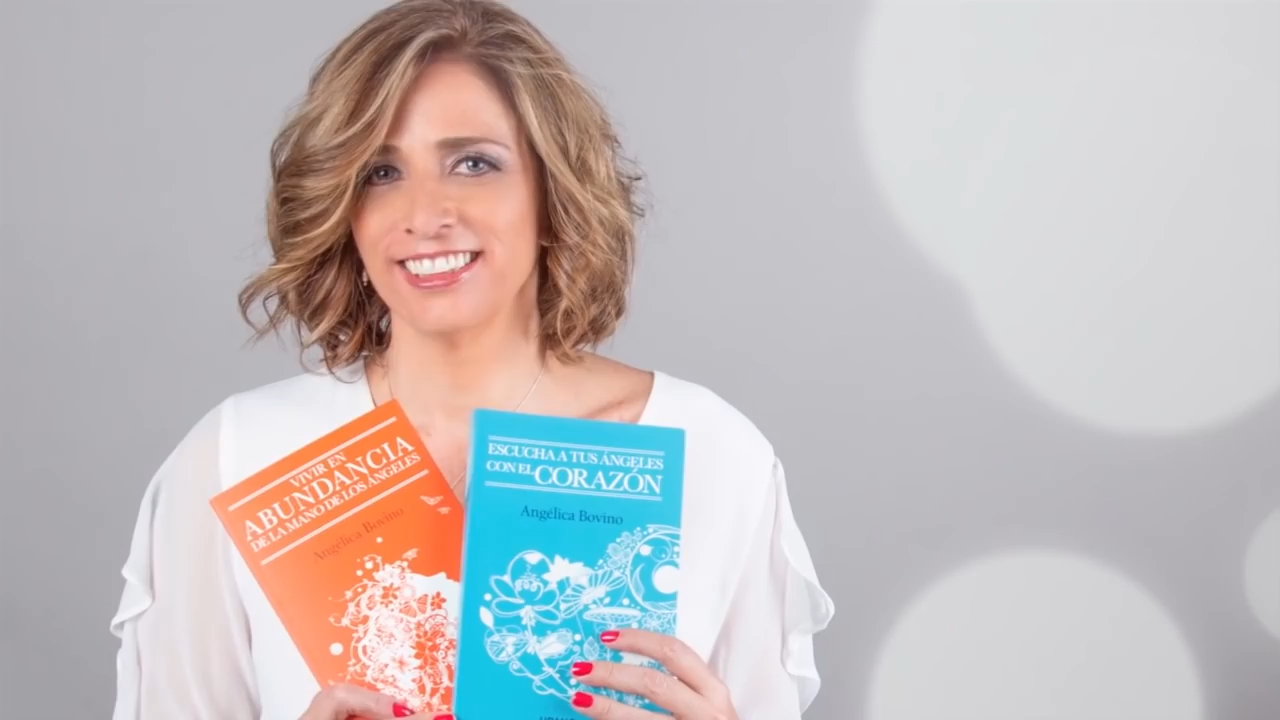 VIVIR EN
ABUNDANCIA
DE LA MANO DE LOS ÁNGELES
Angélica Bovino
ESCUCHA A TUS ÁNGELES
CON EL CORAZÓN
Angélica Bovino